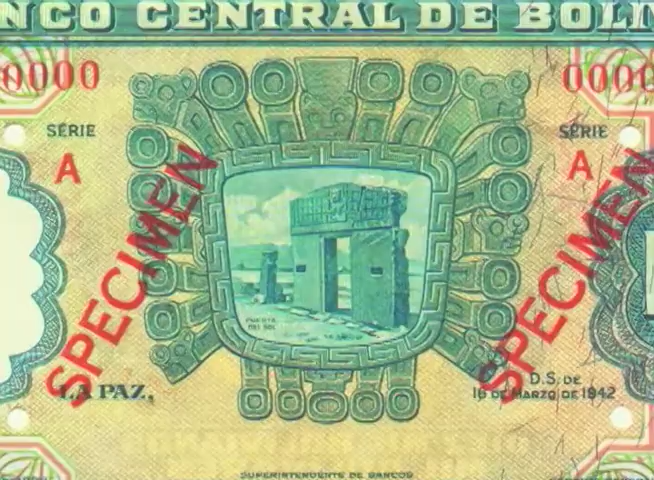 NCO CENTRAL DE BOLI
0000
0000
SERIE
A
SERIE
A
SPECIMEN
SPECIMEN
PUERTA
DEL SOL
LA PAZ,
D.S. DE
16 DE MARZO DE 1942
SUPERINTENDENTE DE BANCOS